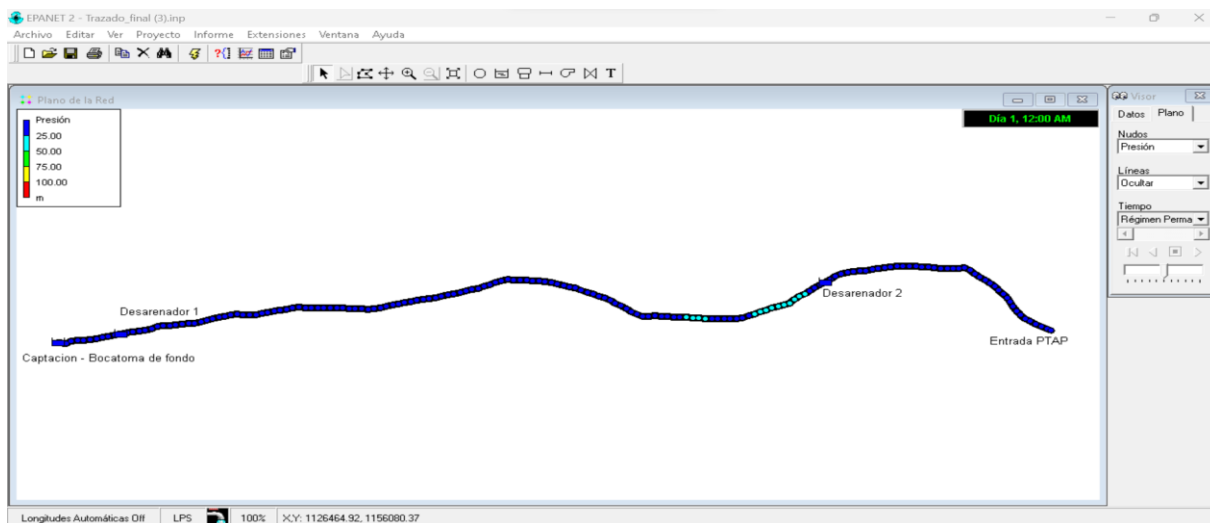 EPANET 2 - Trazado_final (3).inp
Archivo Editar Ver Proyecto Informe Extensiones Ventana Ayuda
T
Plano de la Red
Presión
25.00
50.00
75.00
100.00
m
Día 1, 12:00 AM
Desarenador 1
Captacion - Bocatoma de fondo
Desarenador 2
Entrada PTAP
Visor
Datos Plano
Nudos
Presión
Líneas
Ocultar
Tiempo
Régimen Perma
Longitudes Automáticas Off LPS 100% X,Y: 1126464.92, 1156080.37